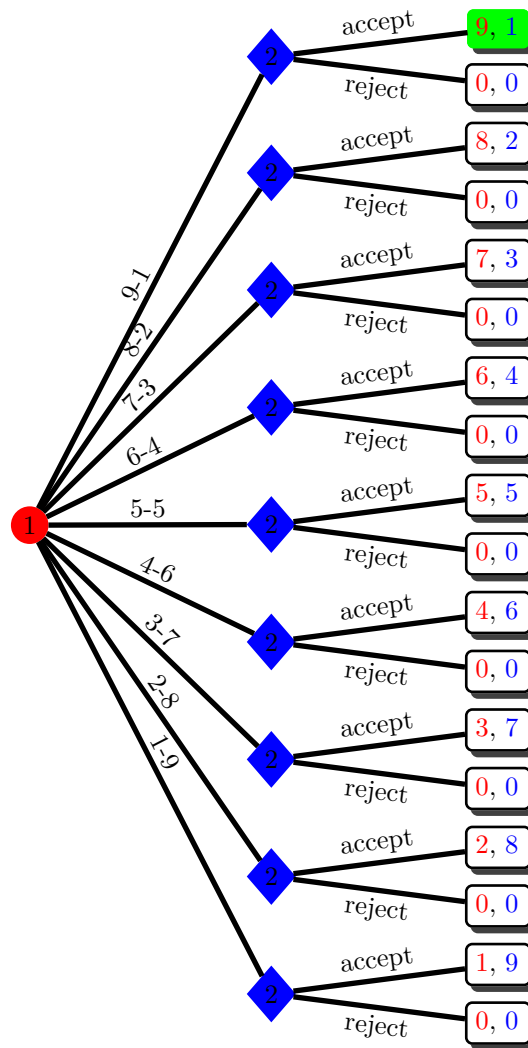 accept
9, 1
2
reject
0, 0
9-1
accept
8, 2
2
reject
0, 0
8-2
accept
7, 3
2
reject
0, 0
7-3
accept
6, 4
2
reject
0, 0
6-4
accept
5, 5
1
5-5
2
reject
0, 0
4-6
accept
4, 6
2
reject
0, 0
3-7
accept
3, 7
2
reject
0, 0
2-8
accept
2, 8
2
reject
0, 0
1-9
accept
1, 9
2
reject
0, 0